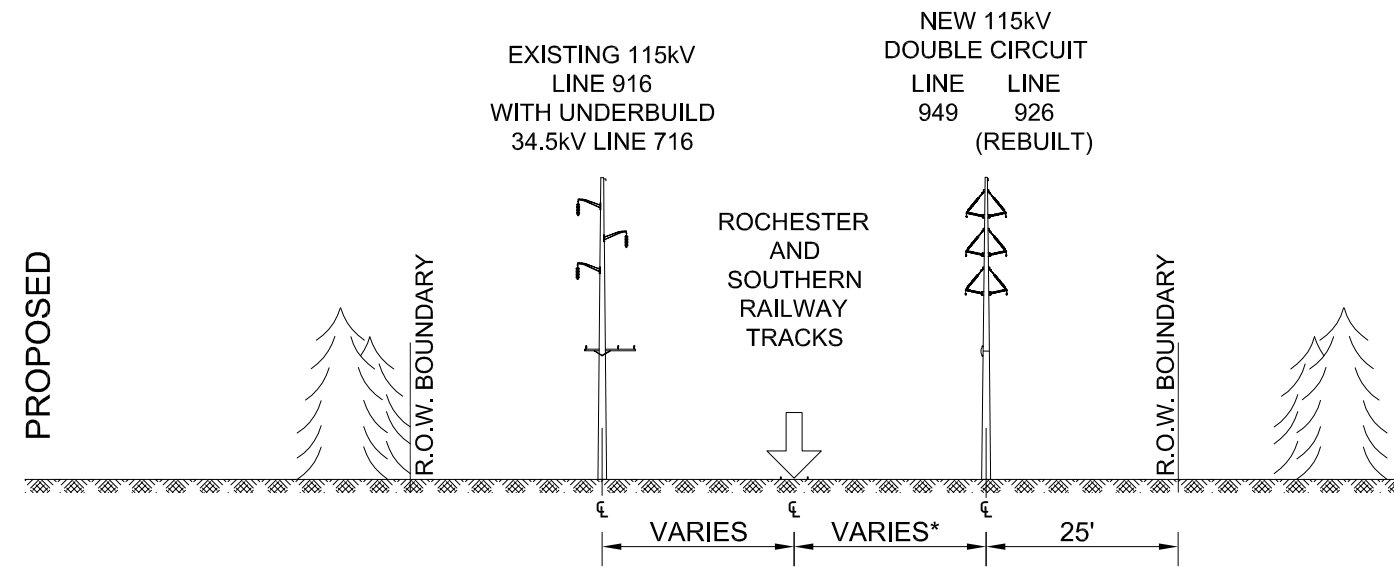 PROPOSED
EXISTING 115kV
LINE 916
WITH UNDERBUILD
34.5kV LINE 716
NEW 115kV
DOUBLE CIRCUIT
LINE LINE
949 926
(REBUILT)
ROCHESTER
AND
SOUTHERN
RAILWAY
TRACKS
R.O.W. BOUNDARY
R.O.W. BOUNDARY
℄ ℄ ℄
VARIES VARIES* 25'